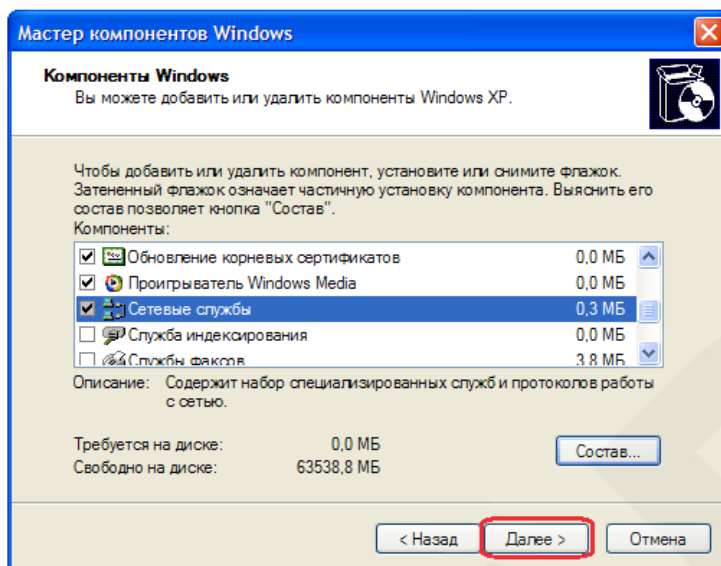 Мастер компонентов Windows
Компоненты Windows
Вы можете добавить или удалить компоненты Windows XP.
Чтобы добавить или удалить компонент, установите или снимите флажок.
Затененный флажок означает частичную установку компонента. Выяснить его
состав позволяет кнопка "Состав".
Компоненты:
Обновление корневых сертификатов 0,0 МБ
Проигрыватель Windows Media 0,0 МБ
Сетевые службы 0,3 МБ
Служба индексирования 0,0 МБ
Службы факсов 3,8 МБ
Описание: Содержит набор специализированных служб и протоколов работы
с сетью.
Требуется на диске: 0,0 МБ
Свободно на диске: 63538,8 МБ
Состав...
< Назад Далее > Отмена